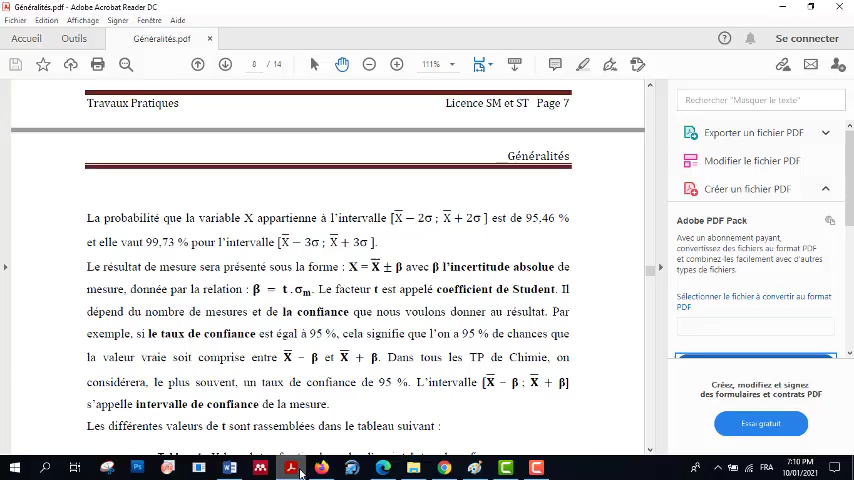 Généralités.pdf - Adobe Acrobat Reader DC
Fichier Edition Affichage Signer Fenêtre Aide
Accueil Outils Généralités.pdf × Se connecter
8 / 14 111%
Travaux Pratiques Licence SM et ST Page 7
Généralités
La probabilité que la variable X appartienne à l'intervalle [X̅ − 2σ ; X̅ + 2σ ] est de 95,46 %
et elle vaut 99,73 % pour l'intervalle [X̅ − 3σ ; X̅ + 3σ ].
Le résultat de mesure sera présenté sous la forme : X = X̅ ± β avec β l'incertitude absolue de
mesure, donnée par la relation : β = t . σm. Le facteur t est appelé coefficient de Student. Il
dépend du nombre de mesures et de la confiance que nous voulons donner au résultat. Par
exemple, si le taux de confiance est égal à 95 %, cela signifie que l'on a 95 % de chances que
la valeur vraie soit comprise entre X̅ − β et X̅ + β. Dans tous les TP de Chimie, on
considérera, le plus souvent, un taux de confiance de 95 %. L'intervalle [X̅ − β ; X̅ + β]
s'appelle intervalle de confiance de la mesure.
Les différentes valeurs de t sont rassemblées dans le tableau suivant :
Rechercher "Masquer le texte"
Exporter un fichier PDF
Modifier le PDF
Créer un fichier PDF
Adobe PDF Pack
Avec un abonnement payant,
convertissez des fichiers au format
PDF et combinez-les facilement avec
d'autres types de fichiers.
Sélectionner le fichier à convertir au format
PDF
Créez, modifiez et signez
des formulaires et contrats PDF
Essai gratuit
FRA
7:10 PM
10/01/2021